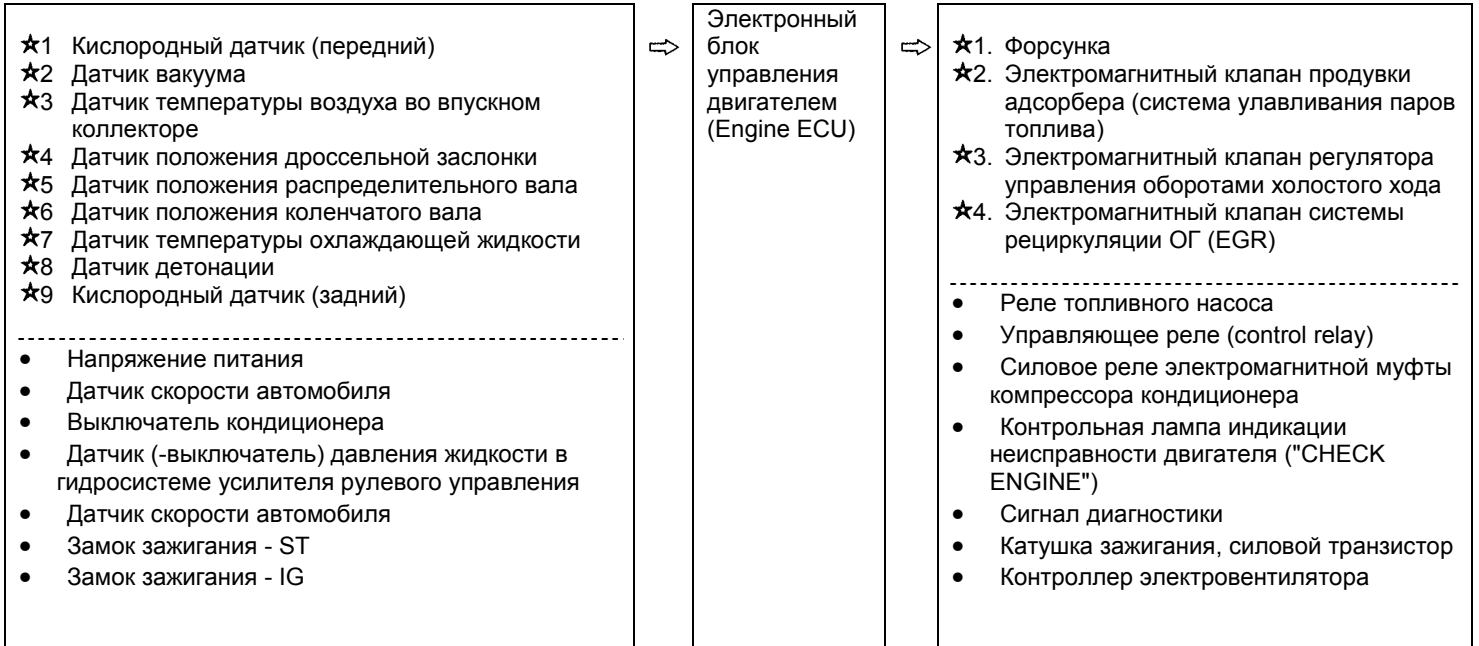 ★1 Кислородный датчик (передний)
★2 Датчик вакуума
★3 Датчик температуры воздуха во впускном
коллекторе
★4 Датчик положения дроссельной заслонки
★5 Датчик положения распределительного вала
★6 Датчик положения коленчатого вала
★7 Датчик температуры охлаждающей жидкости
★8 Датчик детонации
★9 Кислородный датчик (задний)
• Напряжение питания
• Датчик скорости автомобиля
• Выключатель кондиционера
• Датчик (-выключатель) давления жидкости в
гидросистеме усилителя рулевого управления
• Датчик скорости автомобиля
• Замок зажигания - ST
• Замок зажигания - IG
⇨
Электронный
блок
управления
двигателем
(Engine ECU)
⇨
★1. Форсунка
★2. Электромагнитный клапан продувки
адсорбера (система улавливания паров
топлива)
★3. Электромагнитный клапан регулятора
управления оборотами холостого хода
★4. Электромагнитный клапан системы
рециркуляции ОГ (EGR)
• Реле топливного насоса
• Управляющее реле (control relay)
• Силовое реле электромагнитной муфты
компрессора кондиционера
• Контрольная лампа индикации
неисправности двигателя ("CHECK
ENGINE")
• Сигнал диагностики
• Катушка зажигания, силовой транзистор
• Контроллер электровентилятора